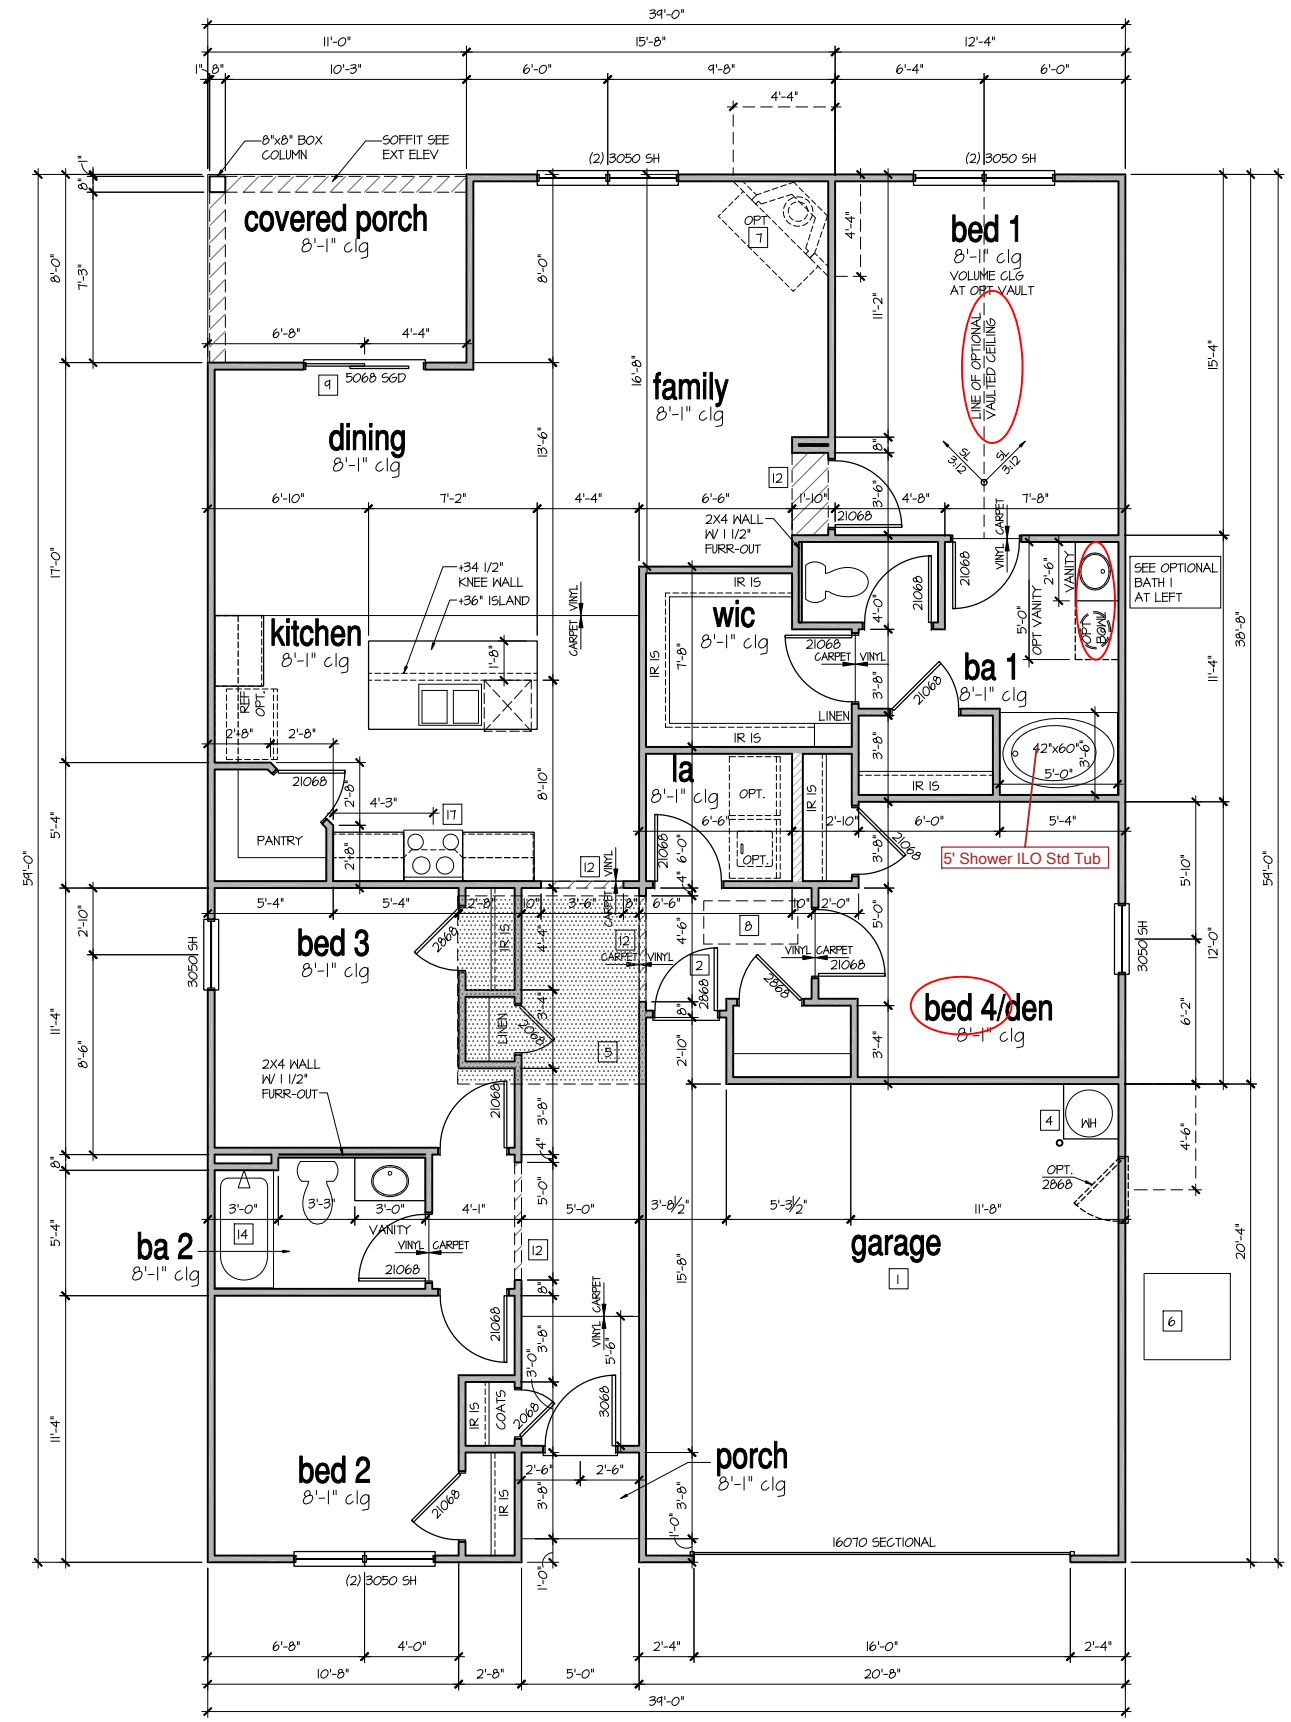 39'-0"
11'-0" 15'-8" 12'-4"
1" 8" 10'-3" 6'-0" 9'-8" 6'-4" 6'-0"
4'-4"
8"x8" BOX
COLUMN
SOFFIT SEE
EXT ELEV
(2) 3050 SH
(2) 3050 SH
1"
8"
8'-0"
7'-3"
covered porch
8'-1" clg
8'-0"
OPT
7
4'-4"
bed 1
8'-1" clg
VOLUME CLG
AT OPT VAULT
11'-2"
LINE OF OPTIONAL
VAULTED CEILING
15'-4"
6'-8" 4'-4"
9
5068 SGD
16'-8"
family
8'-1" clg
dining
8'-1" clg
13'-6"
8"
SL
3:12
SL
3:12
12
3'-6"
6'-10" 7'-2" 4'-4" 6'-6" 1'-10" 4'-8" 7'-8"
21068
2X4 WALL
W/ 1 1/2"
FURR-OUT
CARPET
VINYL
17'-0"
+34 1/2"
KNEE WALL
+36" ISLAND
VINYL
CARPET
IR IS
wic
8'-1" clg
IR IS
7'-8"
IR IS
LINEN
21068
4'-0"
21068
21068
CARPET VINYL
3'-8"
5'-0"
OPT VANITY
2'-6"
VANITY
OPT
BOWL
SEE OPTIONAL
BATH 1
AT LEFT
38'-8"
11'-4"
ba 1
8'-1" clg
21068
kitchen
8'-1" clg
1'-8"
REF
OPT.
2'-8" 2'-8"
21068
2'-8"
4'-3"
17
PANTRY
2'-8"
5'-4"
8'-10"
la
8'-1" clg
OPT.
OPT.
IR IS
3'-8"
IR IS
42"x60"
3'-6"
5'-0"
6'-6" 2'-10" 6'-0" 5'-4"
21068
6'-0"
3'-8"
21068
5' Shower ILO Std Tub
59'-0"
12
VINYL
CARPET
4"
5'-10"
59'-0"
5'-4" 5'-4" 2'-8" 10" 3'-6" 8" 6'-6" 10" 2'-0"
2'-10"
3050 SH
bed 3
8'-1" clg
2868
IR IS
4'-4"
12
CARPET VINYL
4'-6"
8
VINYL CARPET
5'-0"
21068
3050 SH
12'-0"
2
2868
2868
bed 4/den
8'-1" clg
6'-2"
11'-4"
8'-6"
LINEN
3'-4"
2068
5
8"
2'-10"
3'-4"
2X4 WALL
W/ 1 1/2"
FURR-OUT
21068
3'-8"
4"
4
WH
4'-6"
OPT.
2868
8"
3'-0" 3'-3" 3'-0" 4'-1" 5'-0" 3'-8 1/2" 5'-3 1/2" 11'-8"
5'-0"
14
VANITY
VINYL CARPET
12
5'-4"
ba 2
8'-1" clg
21068
garage
1
20'-4"
15'-8"
8"
CARPET
VINYL
21068
3'-8"
5'-6"
6
3'-0"
IR IS
COATS
2068
3068
11'-4"
bed 2
8'-1" clg
21068
IR IS
2'-6" 2'-6"
3'-8"
porch
8'-1" clg
3'-8"
1'-0"
16070 SECTIONAL
(2) 3050 SH
1'-0"
6'-8" 4'-0" 2'-4" 16'-0" 2'-4"
10'-8" 2'-8" 5'-0" 20'-8"
39'-0"